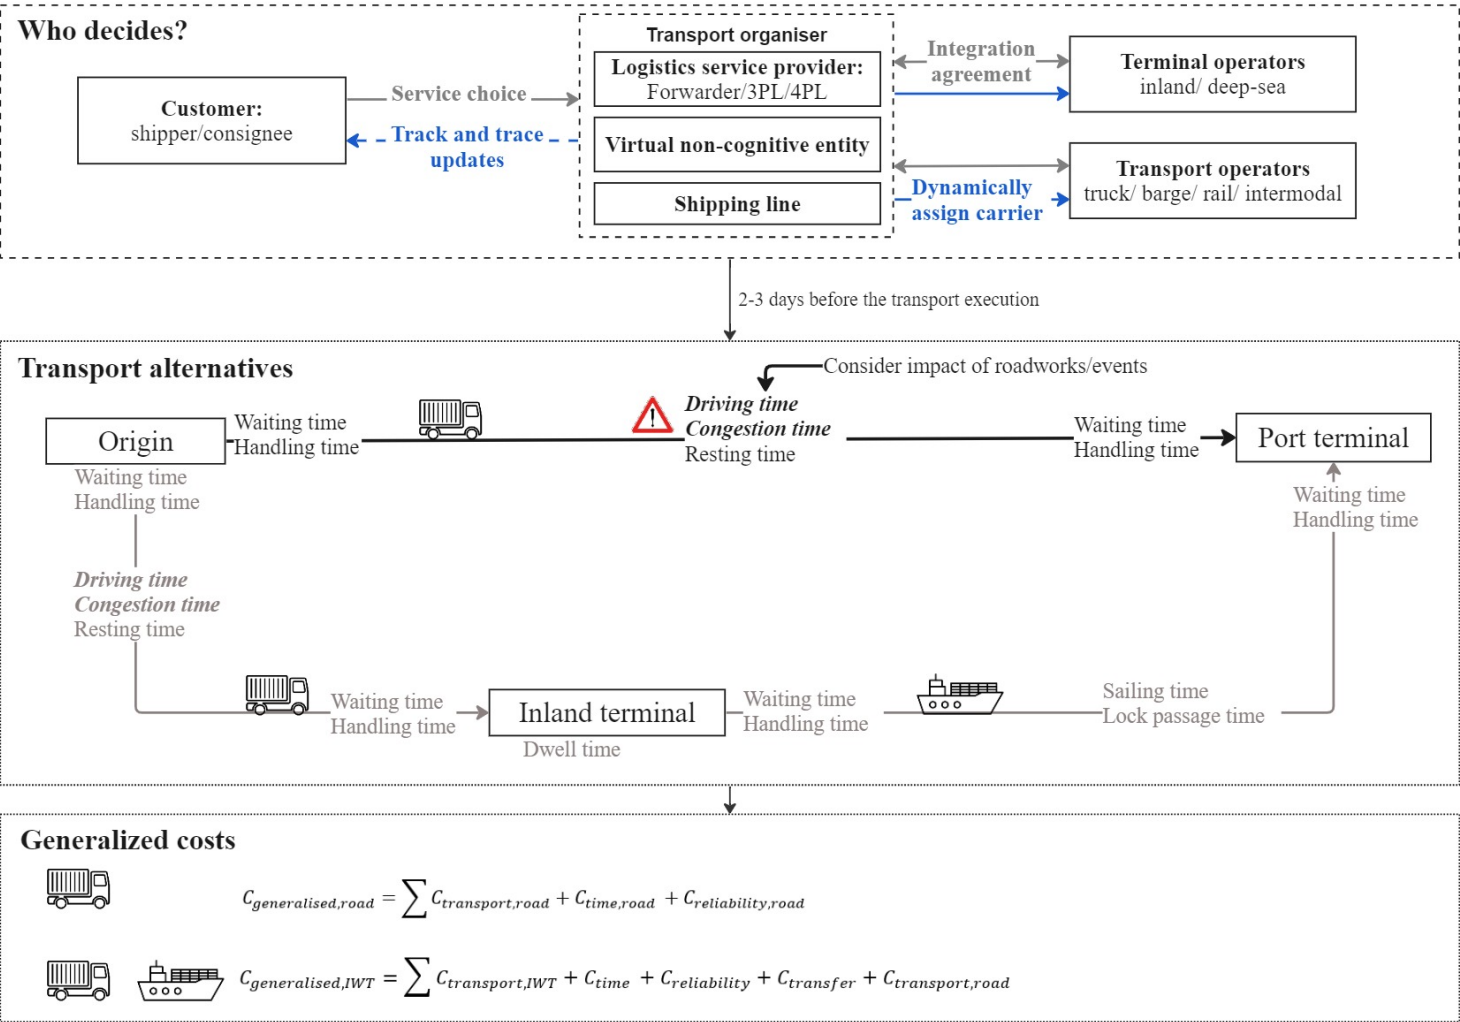 Who decides?
Transport organiser
Logistics service provider:
Forwarder/3PL/4PL
Virtual non-cognitive entity
Shipping line
Customer:
shipper/consignee
Service choice
Track and trace
updates
Integration
agreement
Terminal operators
inland/ deep-sea
Dynamically
assign carrier
Transport operators
truck/ barge/ rail/ intermodal
2-3 days before the transport execution
Transport alternatives
Consider impact of roadworks/events
Origin
Waiting time
Handling time
Driving time
Congestion time
Resting time
Waiting time
Handling time
Port terminal
Waiting time
Handling time
Driving time
Congestion time
Resting time
Waiting time
Handling time
Inland terminal
Dwell time
Waiting time
Handling time
Sailing time
Lock passage time
Waiting time
Handling time
Generalized costs
C_generalised,road = ∑ C_transport,road + C_time,road + C_reliability,road
C_generalised,IWT = ∑ C_transport,IWT + C_time + C_reliability + C_transfer + C_transport,road